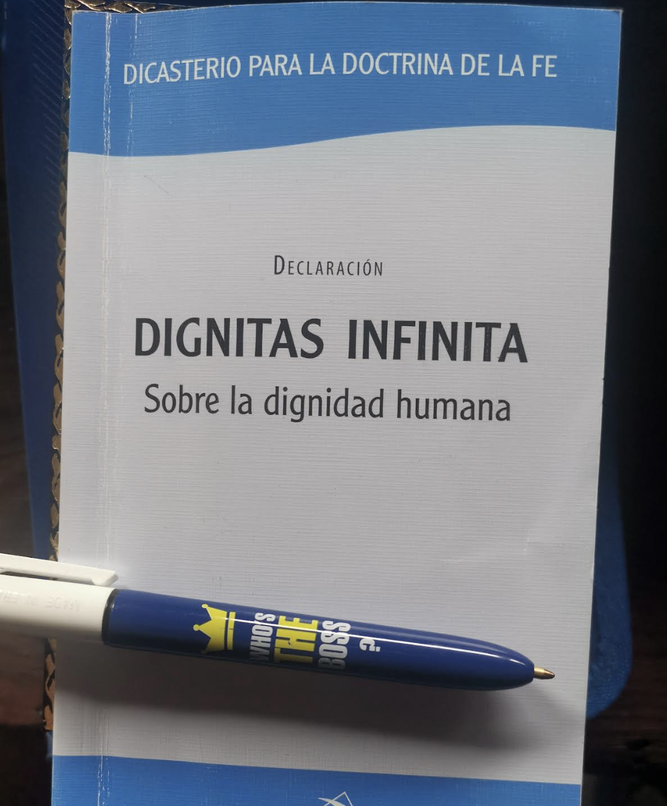 DICASTERIO PARA LA DOCTRINA DE LA FE
DECLARACIÓN
DIGNITAS INFINITA
Sobre la dignidad humana
WHO'S
THE
BOSS
?